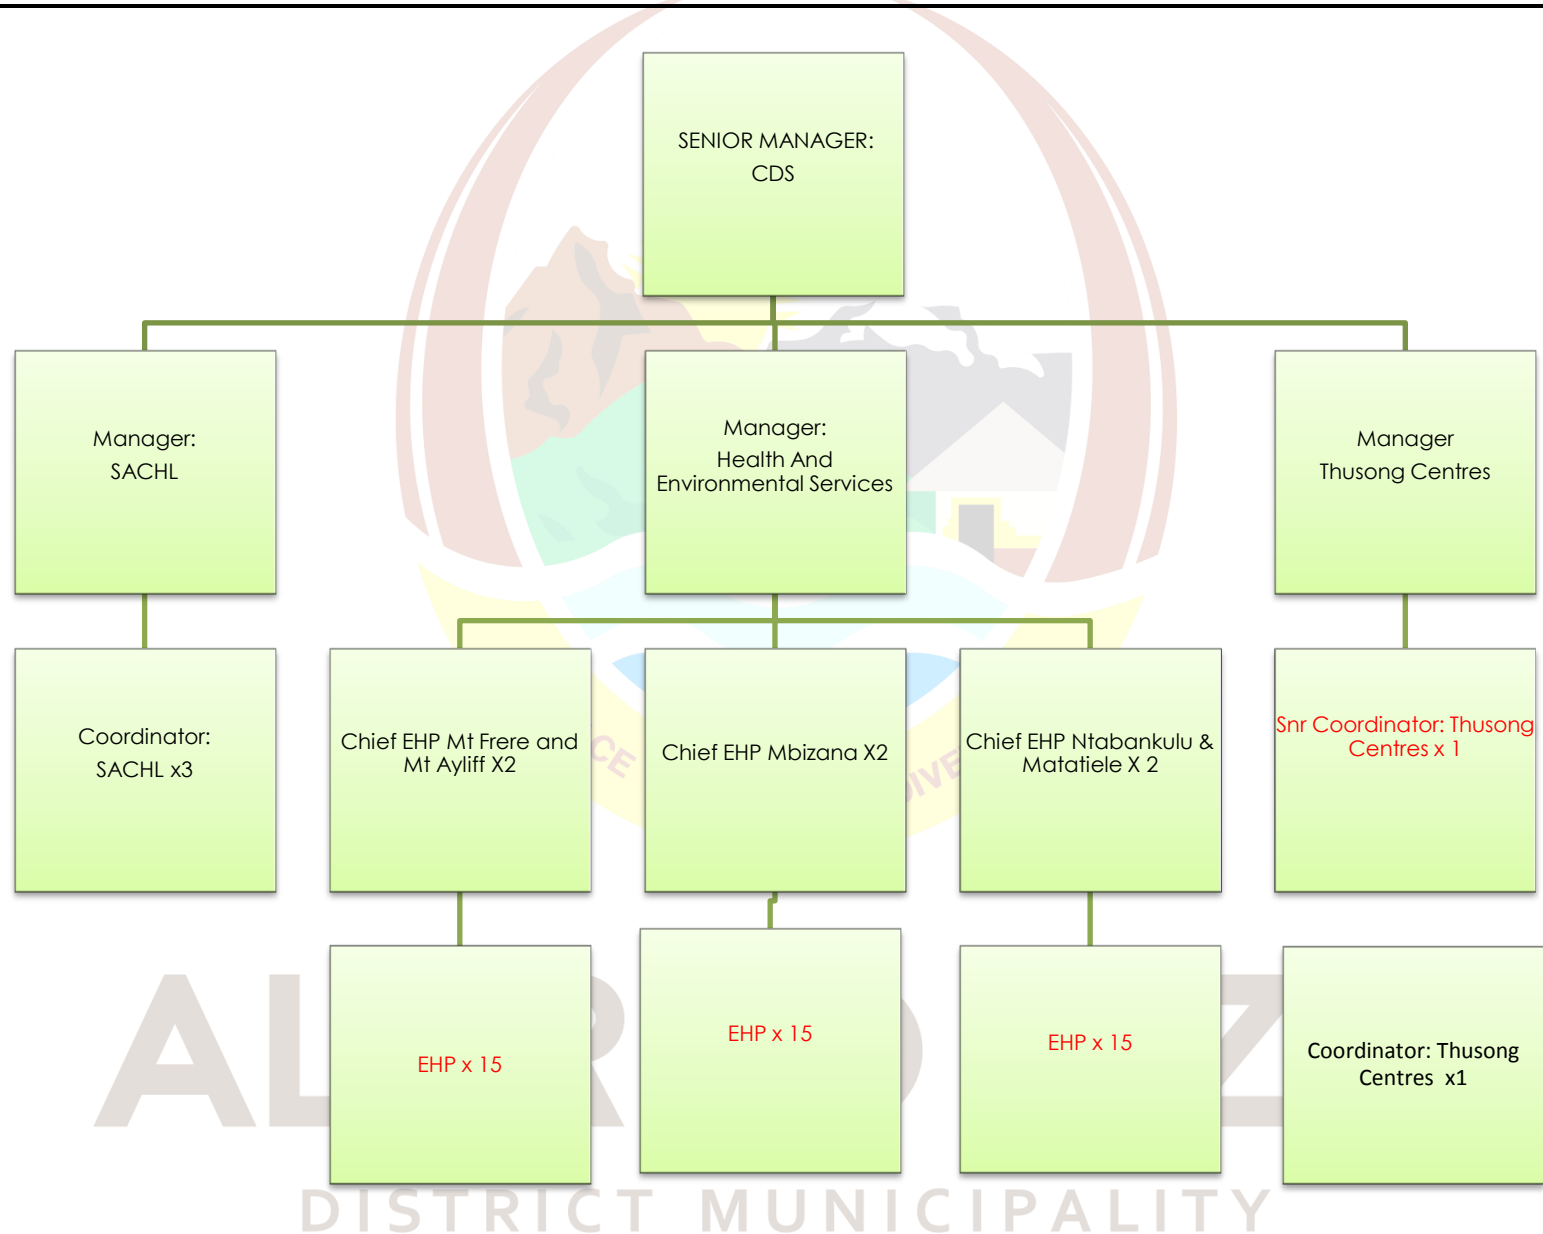 SENIOR MANAGER:
CDS
Manager:
SACHL
Manager:
Health And
Environmental Services
Manager
Thusong Centres
Coordinator:
SACHL x3
Chief EHP Mt Frere and
Mt Ayliff X2
Chief EHP Mbizana X2
Chief EHP Ntabankulu &
Matatiele X 2
Snr Coordinator: Thusong
Centres x 1
EHP x 15
EHP x 15
EHP x 15
Coordinator: Thusong
Centres  x1
DISTRICT MUNICIPALITY